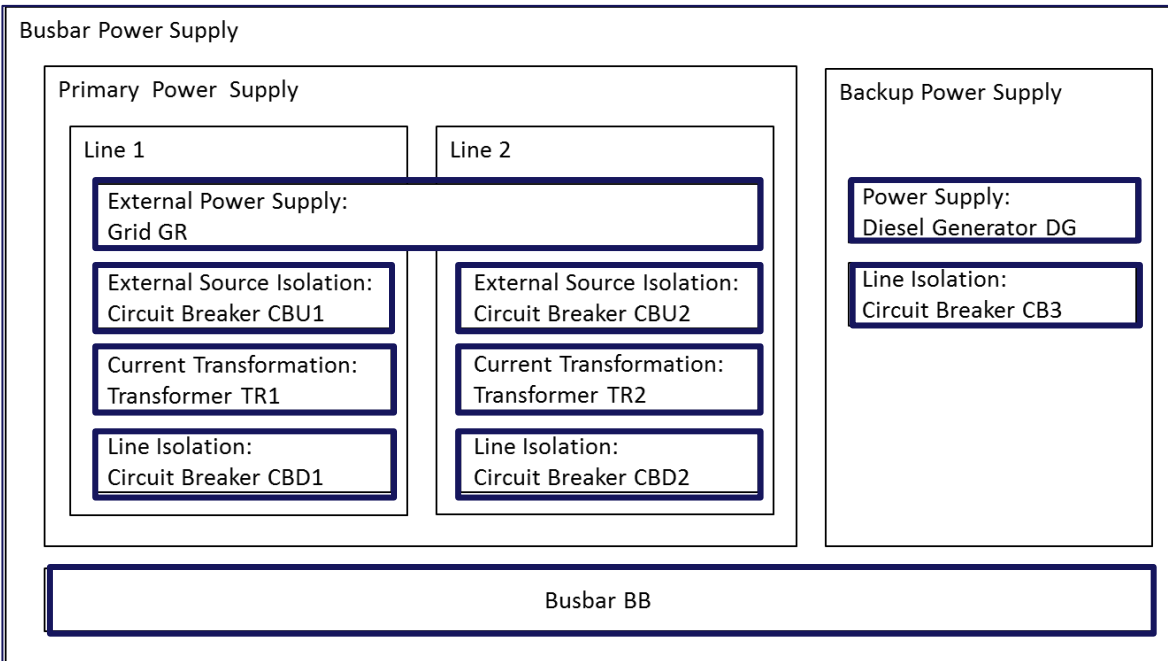 Busbar Power Supply
Primary Power Supply
Line 1
Line 2
External Power Supply:
Grid GR
External Source Isolation:
Circuit Breaker CBU1
External Source Isolation:
Circuit Breaker CBU2
Current Transformation:
Transformer TR1
Current Transformation:
Transformer TR2
Line Isolation:
Circuit Breaker CBD1
Line Isolation:
Circuit Breaker CBD2
Backup Power Supply
Power Supply:
Diesel Generator DG
Line Isolation:
Circuit Breaker CB3
Busbar BB